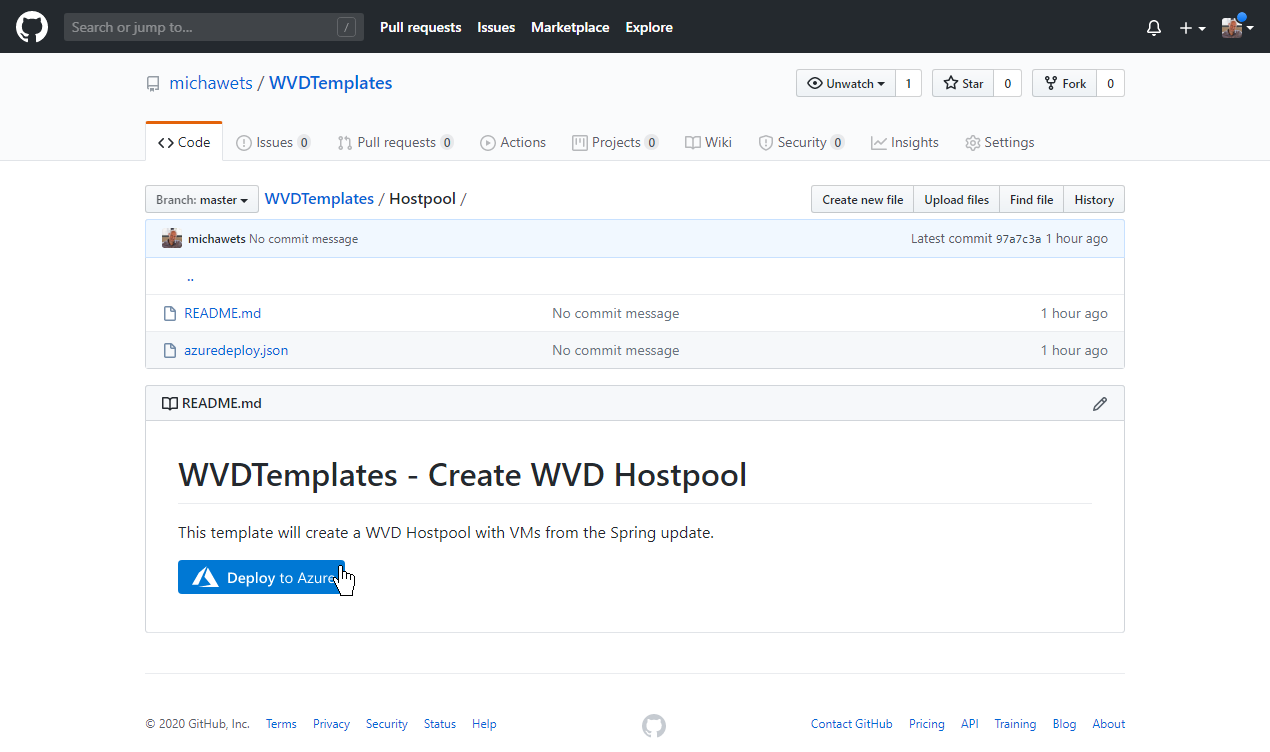 Search or jump to... / Pull requests Issues Marketplace Explore
michawets / WVDTemplates Unwatch 1 Star 0 Fork 0
Code Issues 0 Pull requests 0 Actions Projects 0 Wiki Security 0 Insights Settings
Branch: master WVDTemplates / Hostpool / Create new file Upload files Find file History
michawets No commit message Latest commit 97a7c3a 1 hour ago
..
README.md No commit message 1 hour ago
azuredeploy.json No commit message 1 hour ago
README.md
WVDTemplates - Create WVD Hostpool
This template will create a WVD Hostpool with VMs from the Spring update.
Deploy to Azure
© 2020 GitHub, Inc. Terms Privacy Security Status Help Contact GitHub Pricing API Training Blog About